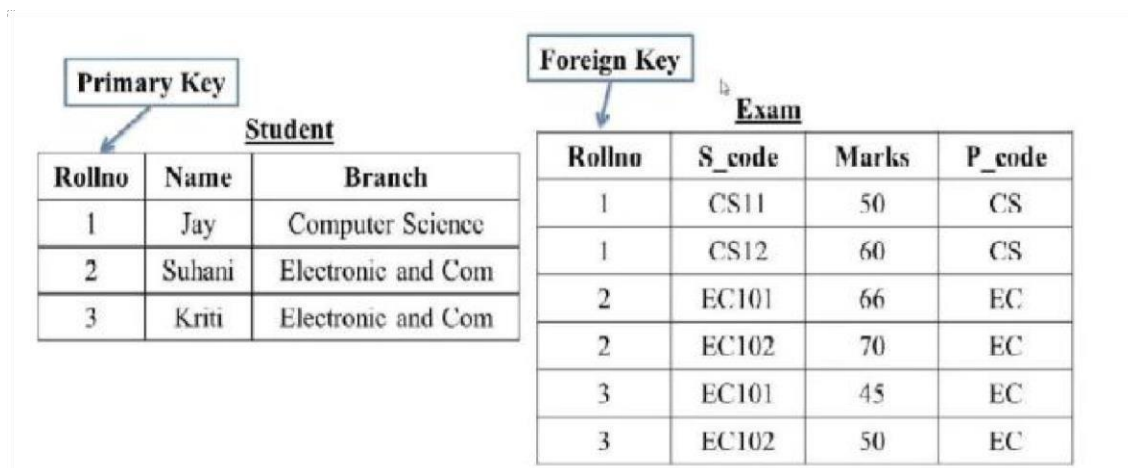 Primary Key
Student
Rollno Name Branch
1 Jay Computer Science
2 Suhani Electronic and Com
3 Kriti Electronic and Com
Foreign Key
Exam
Rollno S_code Marks P_code
1 CS11 50 CS
1 CS12 60 CS
2 EC101 66 EC
2 EC102 70 EC
3 EC101 45 EC
3 EC102 50 EC